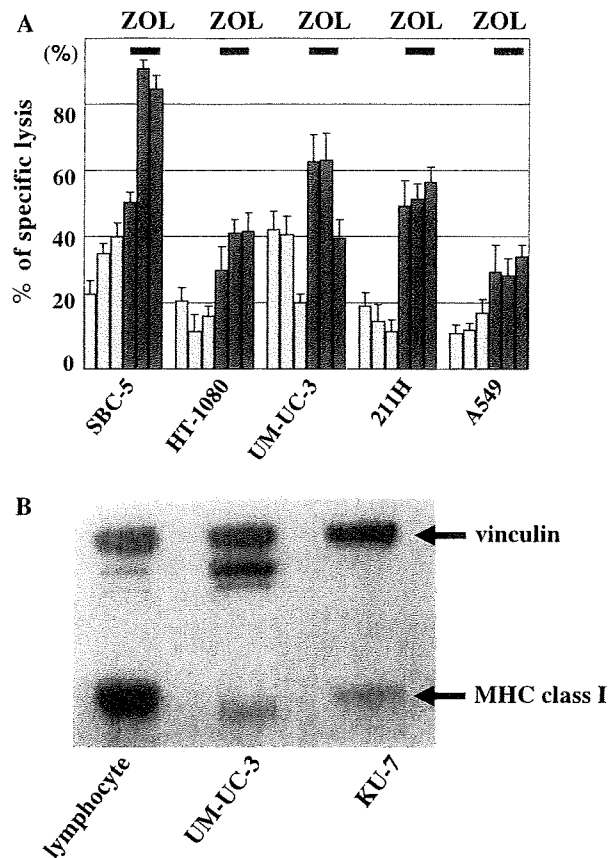 A
ZOL ZOL ZOL ZOL ZOL
(%)
% of specific lysis
80
60
40
20
0
SBC-5
HT-1080
UM-UC-3
211H
A549
B
vinculin
MHC class I
lymphocyte
UM-UC-3
KU-7